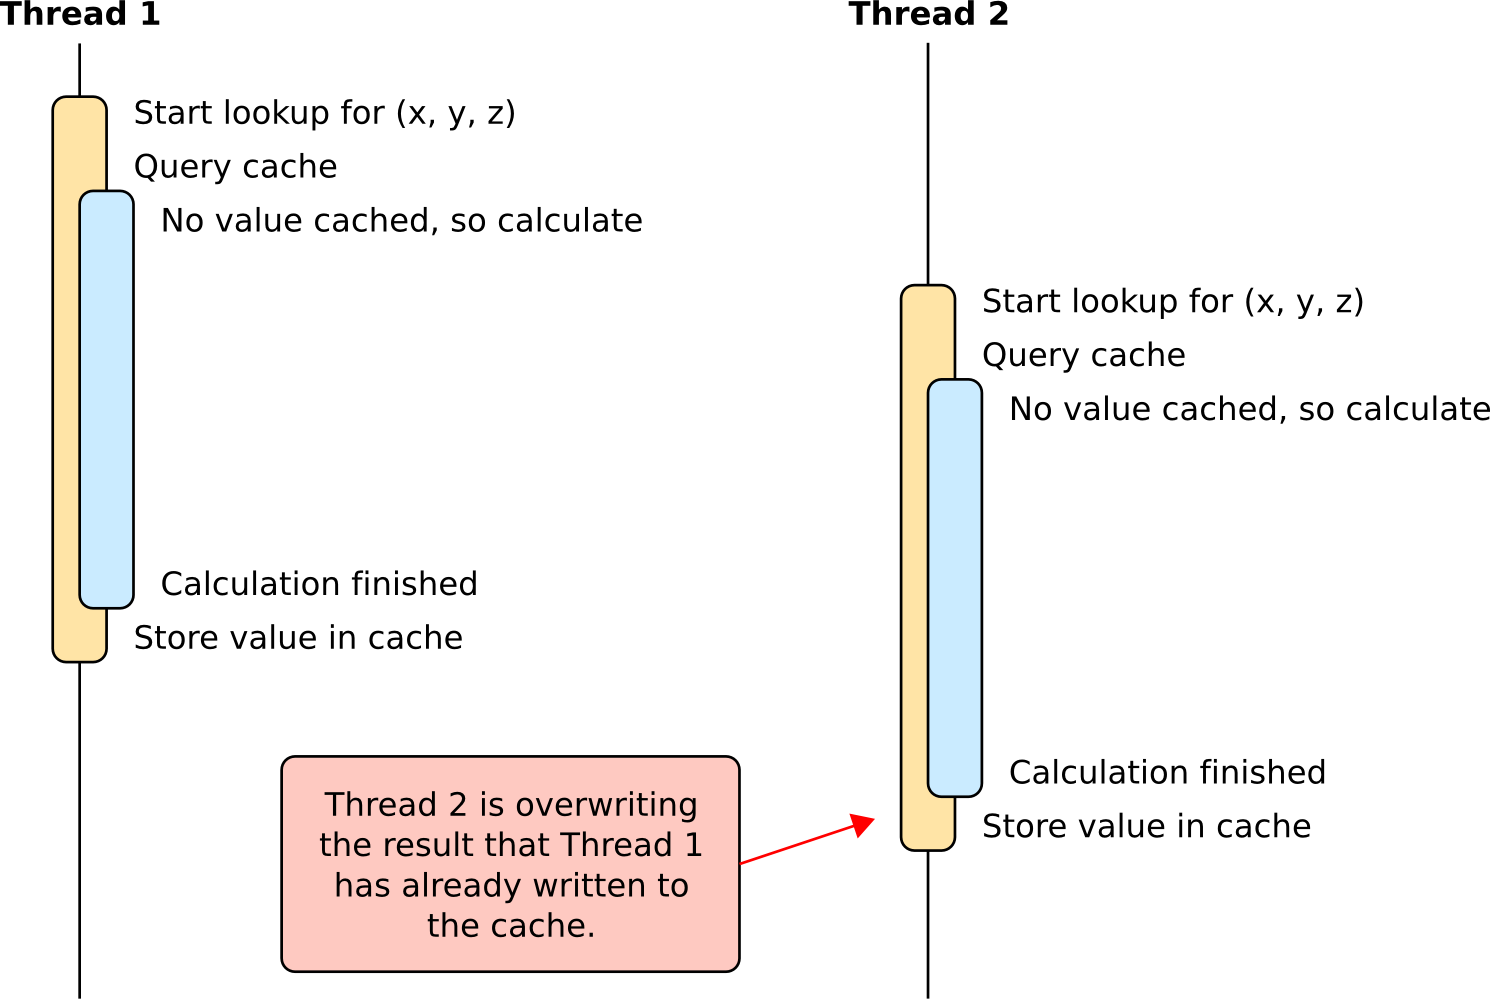 Thread 1
Start lookup for (x, y, z)
Query cache
No value cached, so calculate
Calculation finished
Store value in cache
Thread 2
Start lookup for (x, y, z)
Query cache
No value cached, so calculate
Calculation finished
Store value in cache
Thread 2 is overwriting
the result that Thread 1
has already written to
the cache.